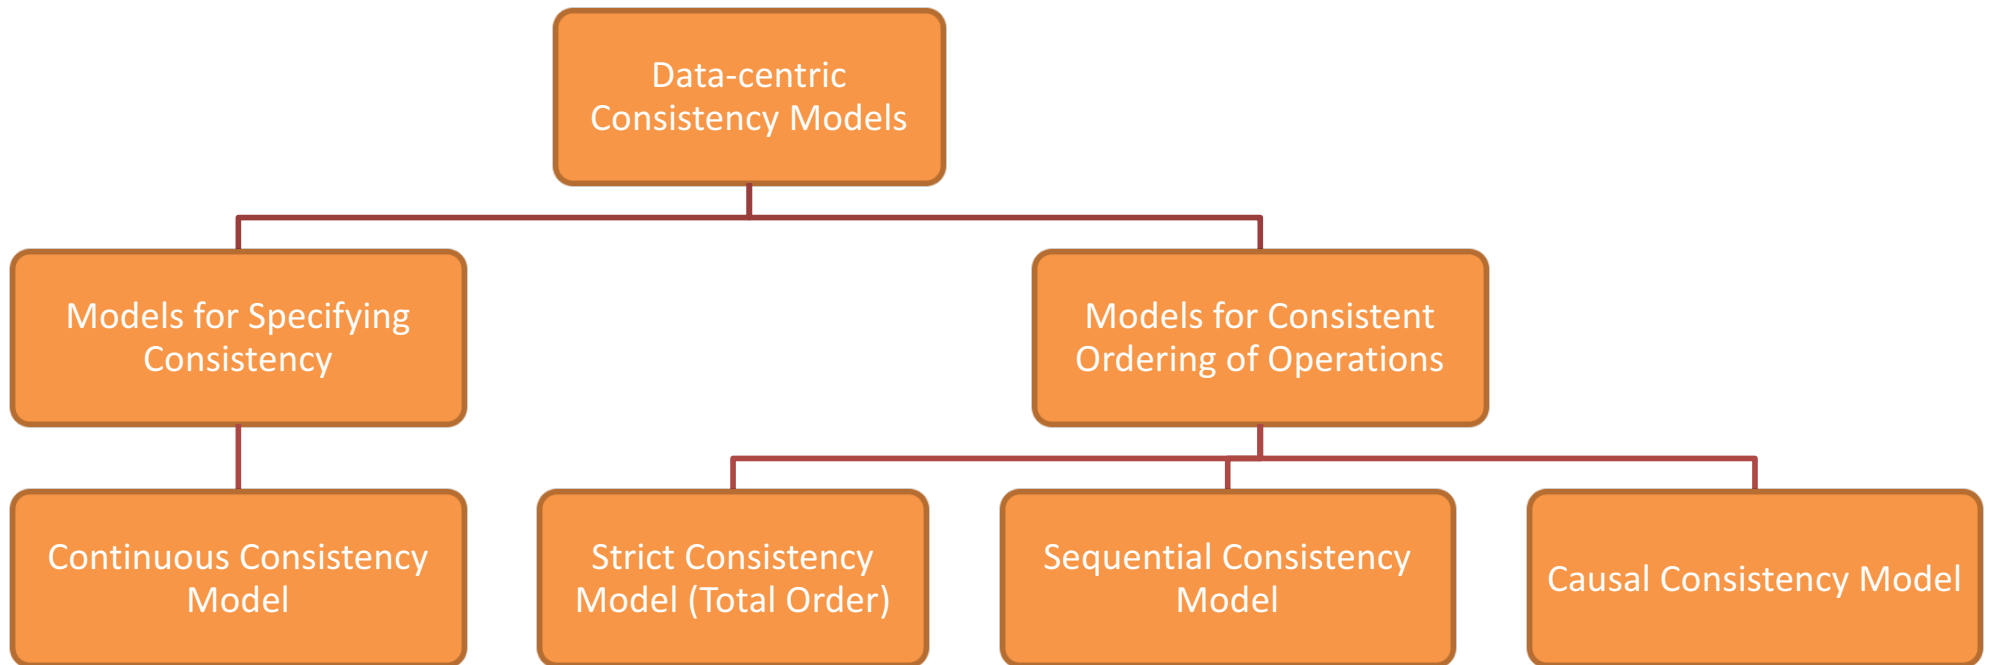 Data-centric
Consistency Models
Models for Specifying
Consistency
Models for Consistent
Ordering of Operations
Continuous Consistency
Model
Strict Consistency
Model (Total Order)
Sequential Consistency
Model
Causal Consistency Model